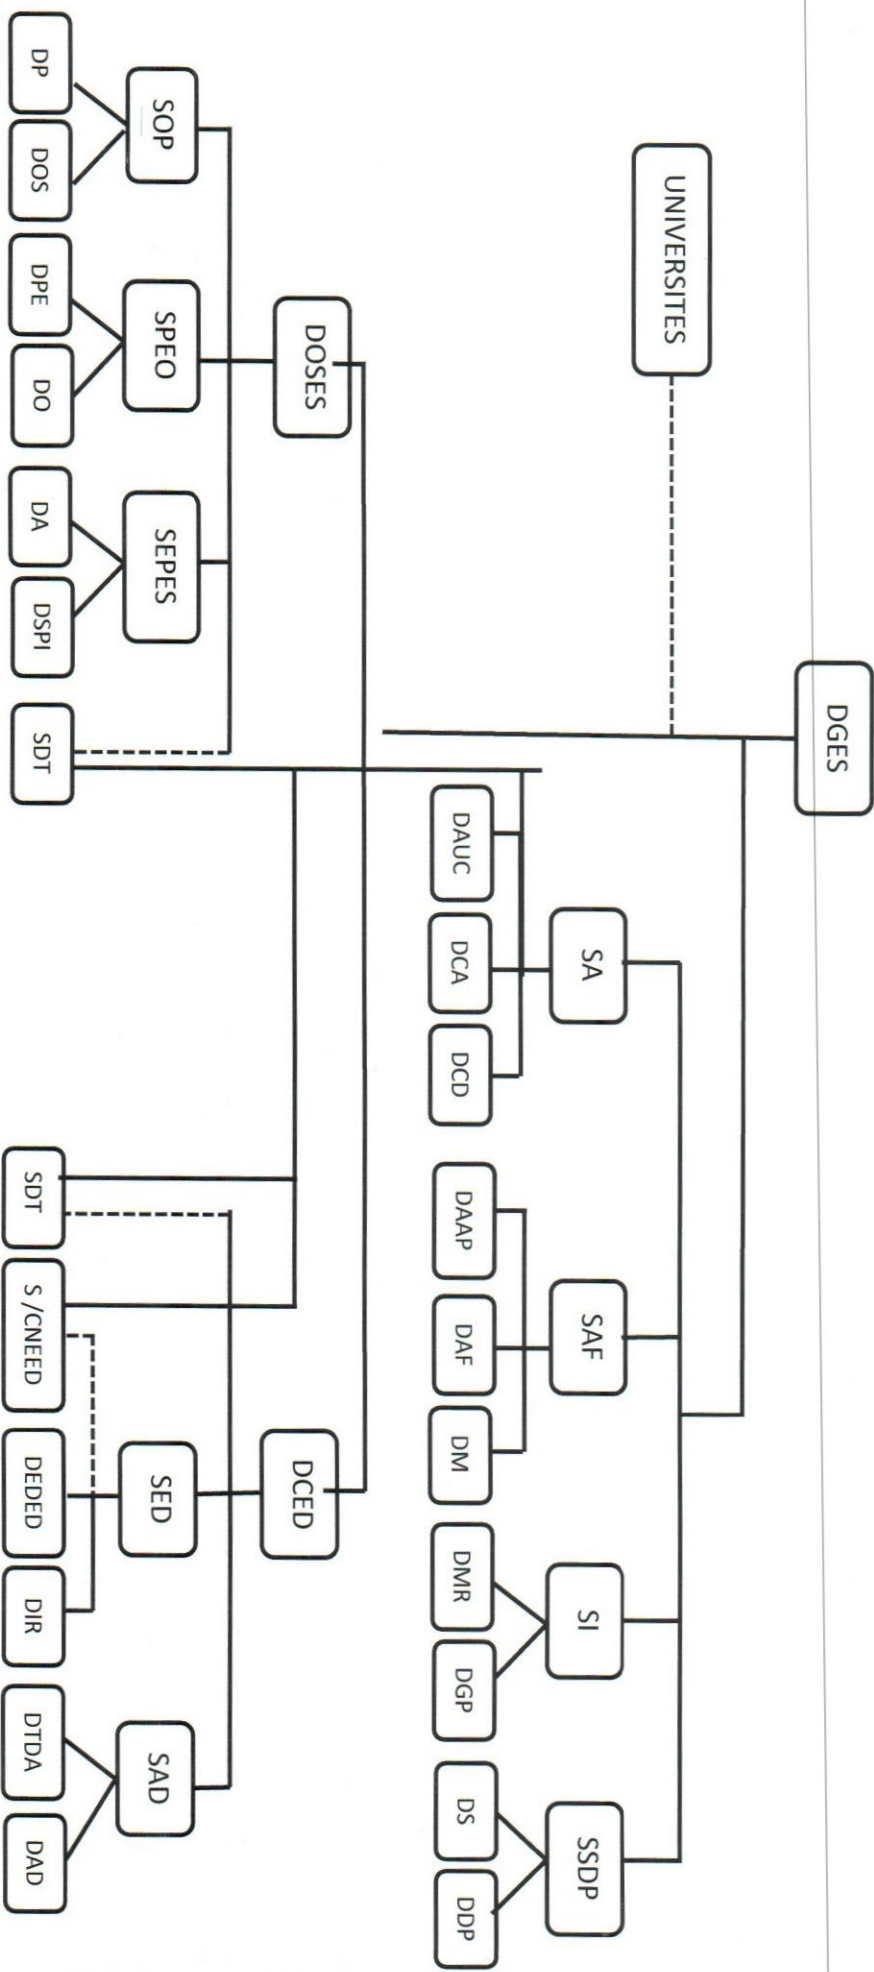 DGES
UNIVERSITES
SA
SAF
SI
SSDP
DAUC
DCA
DCD
DAAP
DAF
DM
DMR
DGP
DS
DDP
DOSES
DCED
SOP
SPEO
SEPES
SED
SAD
DP
DOS
DPE
DO
DA
DSPI
SDT
SDT
S /CNEED
DEDED
DIR
DTDA
DAD